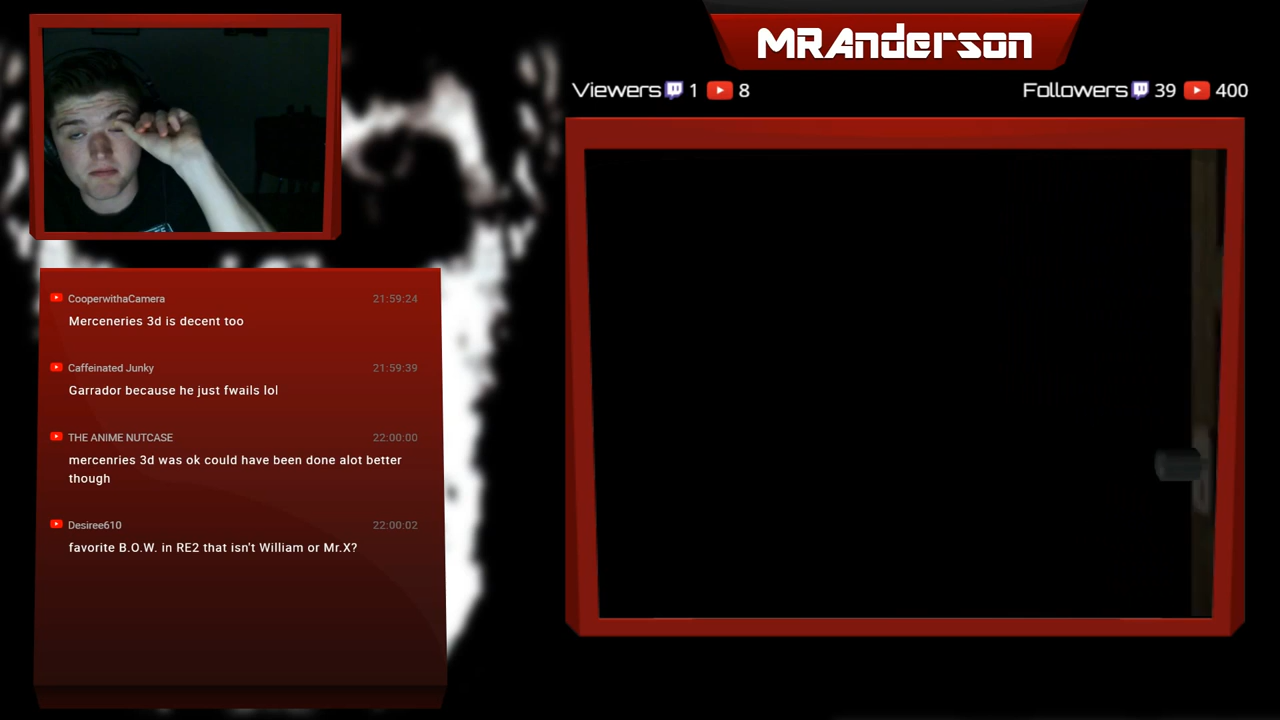 MRAnderson
Viewers 1 8
Followers 39 400
CooperwithaCamera 21:59:24
Merceneries 3d is decent too
Caffeinated Junky 21:59:39
Garrador because he just fwails lol
THE ANIME NUTCASE 22:00:00
mercenries 3d was ok could have been done alot better
though
Desiree610 22:00:02
favorite B.O.W. in RE2 that isn't William or Mr.X?